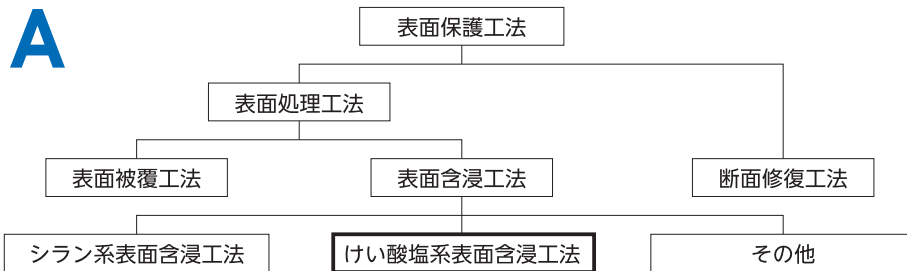 A
表面保護工法
表面処理工法
表面被覆工法
表面含浸工法
断面修復工法
シラン系表面含浸工法
けい酸塩系表面含浸工法
その他